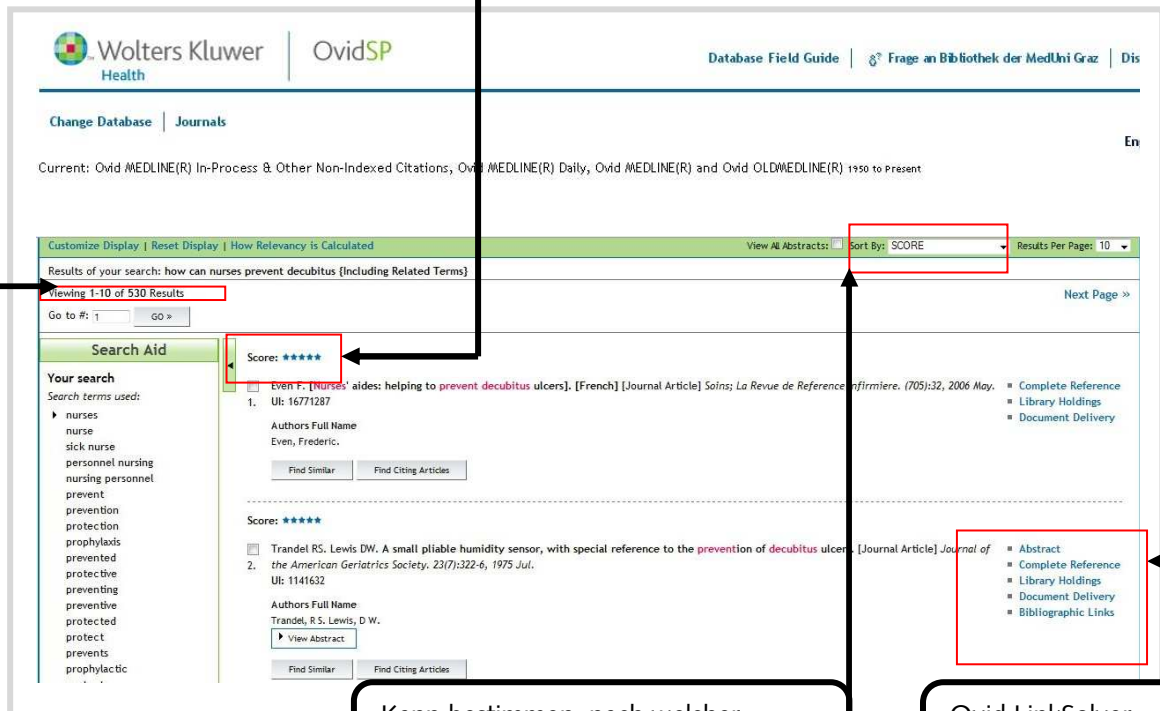 Wolters Kluwer
Health
OvidSP
Database Field Guide | Frage an Bibliothek der MedUni Graz | Dis
Change Database | Journals
En
Current: Ovid MEDLINE(R) In-Process & Other Non-Indexed Citations, Ovid MEDLINE(R) Daily, Ovid MEDLINE(R) and Ovid OLDMEDLINE(R) 1950 to Present
Customize Display | Reset Display | How Relevancy is Calculated View All Abstracts: Sort By: SCORE Results Per Page: 10
Results of your search: how can nurses prevent decubitus {Including Related Terms}
Viewing 1-10 of 530 Results Next Page »
Go to #: 1 GO »
Search Aid
Your search
Search terms used:
nurses
nurse
sick nurse
personnel nursing
nursing personnel
prevent
prevention
protection
prophylaxis
prevented
protective
preventing
preventive
protected
protect
prevents
prophylactic
Score: ★★★★★
Even F. [Nurses' aides: helping to prevent decubitus ulcers]. [French] [Journal Article] Soins; La Revue de Reference Infirmiere. (705):32, 2006 May.
1. UI: 16771287
Authors Full Name
Even, Frederic.
Find Similar Find Citing Articles
Complete Reference
Library Holdings
Document Delivery
Score: ★★★★★
Trandel RS. Lewis DW. A small pliable humidity sensor, with special reference to the prevention of decubitus ulcers. [Journal Article] Journal of
2. the American Geriatrics Society. 23(7):322-6, 1975 Jul.
UI: 1141632
Authors Full Name
Trandel, R S. Lewis, D W.
View Abstract
Find Similar Find Citing Articles
Abstract
Complete Reference
Library Holdings
Document Delivery
Bibliographic Links
Kann bestimmen, nach welcher
Ovid LinkSolver